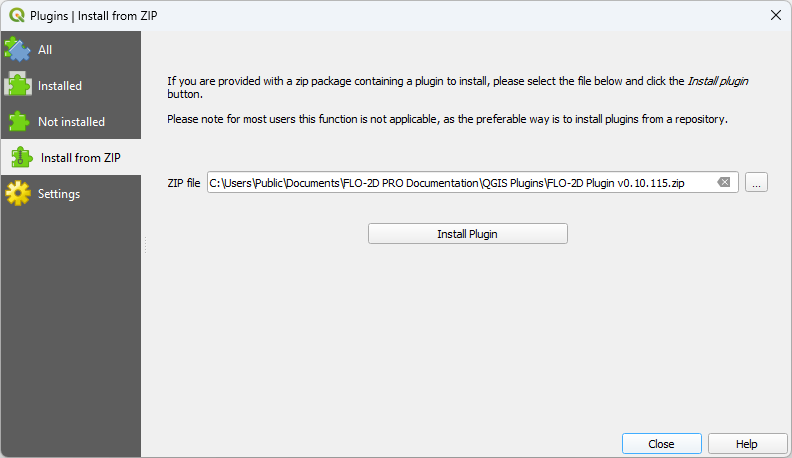 Plugins | Install from ZIP
All
Installed
Not installed
Install from ZIP
Settings
If you are provided with a zip package containing a plugin to install, please select the file below and click the Install plugin
button.
Please note for most users this function is not applicable, as the preferable way is to install plugins from a repository.
ZIP file C:\Users\Public\Documents\FLO-2D PRO Documentation\QGIS Plugins\FLO-2D Plugin v0.10.115.zip ...
Install Plugin
Close Help